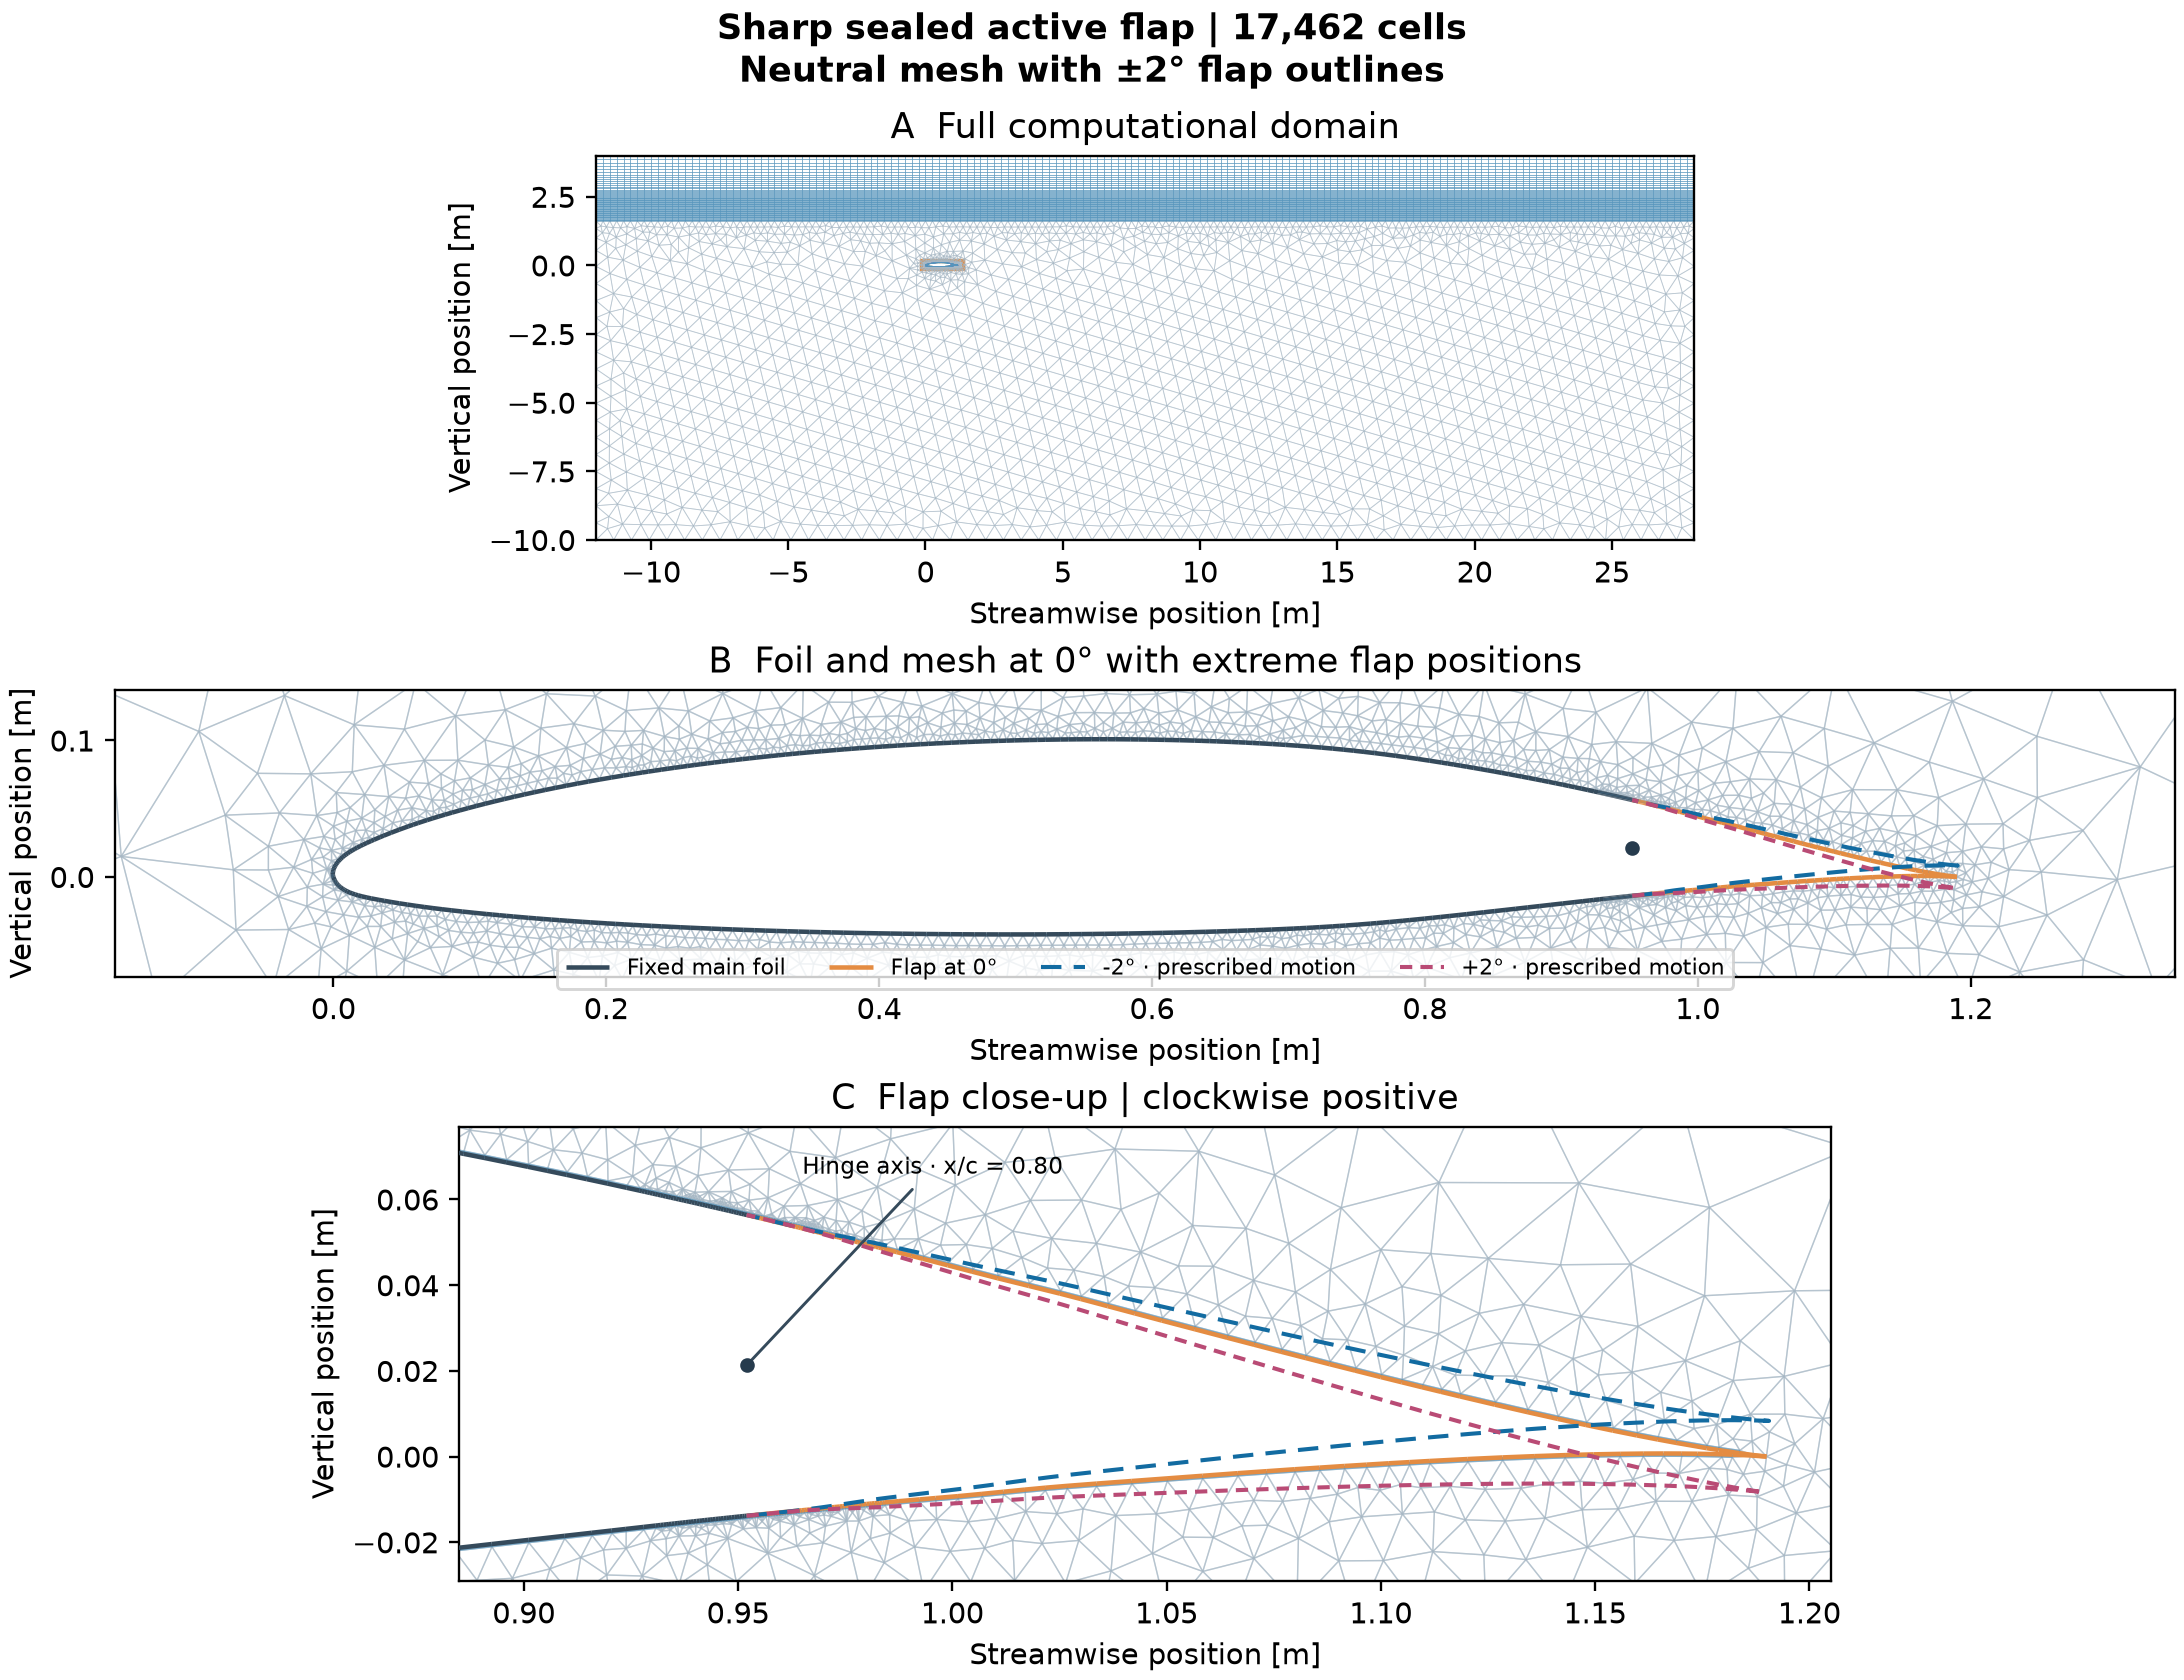 Sharp sealed active flap | 17,462 cells
Neutral mesh with ±2° flap outlines
A  Full computational domain
Vertical position [m]
2.5
0.0
−2.5
−5.0
−7.5
−10.0
−10
−5
0
5
10
15
20
25
Streamwise position [m]
B  Foil and mesh at 0° with extreme flap positions
Vertical position [m]
0.1
0.0
Fixed main foil
Flap at 0°
-2° · prescribed motion
+2° · prescribed motion
0.0
0.2
0.4
0.6
0.8
1.0
1.2
Streamwise position [m]
C  Flap close-up | clockwise positive
Hinge axis · x/c = 0.80
Vertical position [m]
0.06
0.04
0.02
0.00
−0.02
0.90
0.95
1.00
1.05
1.10
1.15
1.20
Streamwise position [m]